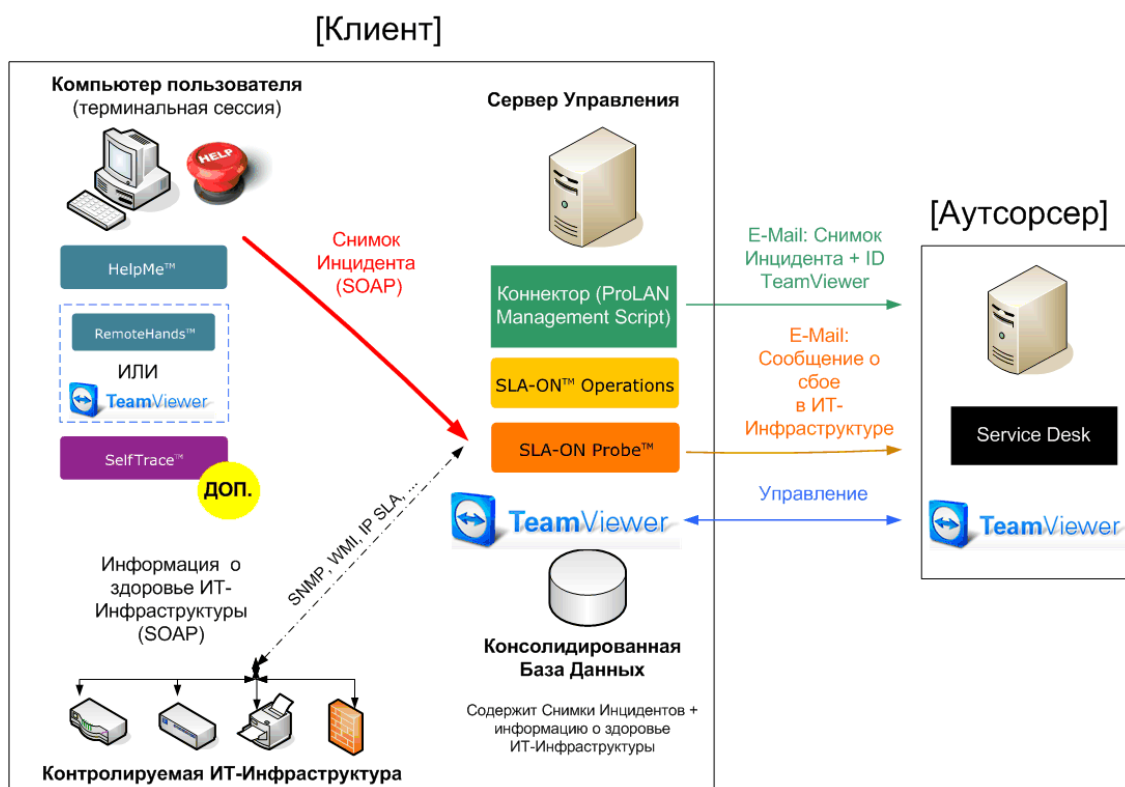 [Клиент]
Компьютер пользователя
(терминальная сессия)
HELP
HelpMe™
RemoteHands™
ИЛИ
TeamViewer
SelfTrace™
ДОП.
Снимок
Инцидента
(SOAP)
Информация о
здоровье ИТ-
Инфраструктуры
(SOAP)
SNMP, WMI, IP SLA, ...
Контролируемая ИТ-Инфраструктура
Сервер Управления
Коннектор (ProLAN
Management Script)
SLA-ON™ Operations
SLA-ON Probe™
TeamViewer
Консолидированная
База Данных
Содержит Снимки Инцидентов +
информацию о здоровье
ИТ-Инфраструктуры
E-Mail: Снимок
Инцидента + ID
TeamViewer
E-Mail:
Сообщение о
сбое
в ИТ-
Инфраструктуре
Управление
[Аутсорсер]
Service Desk
TeamViewer